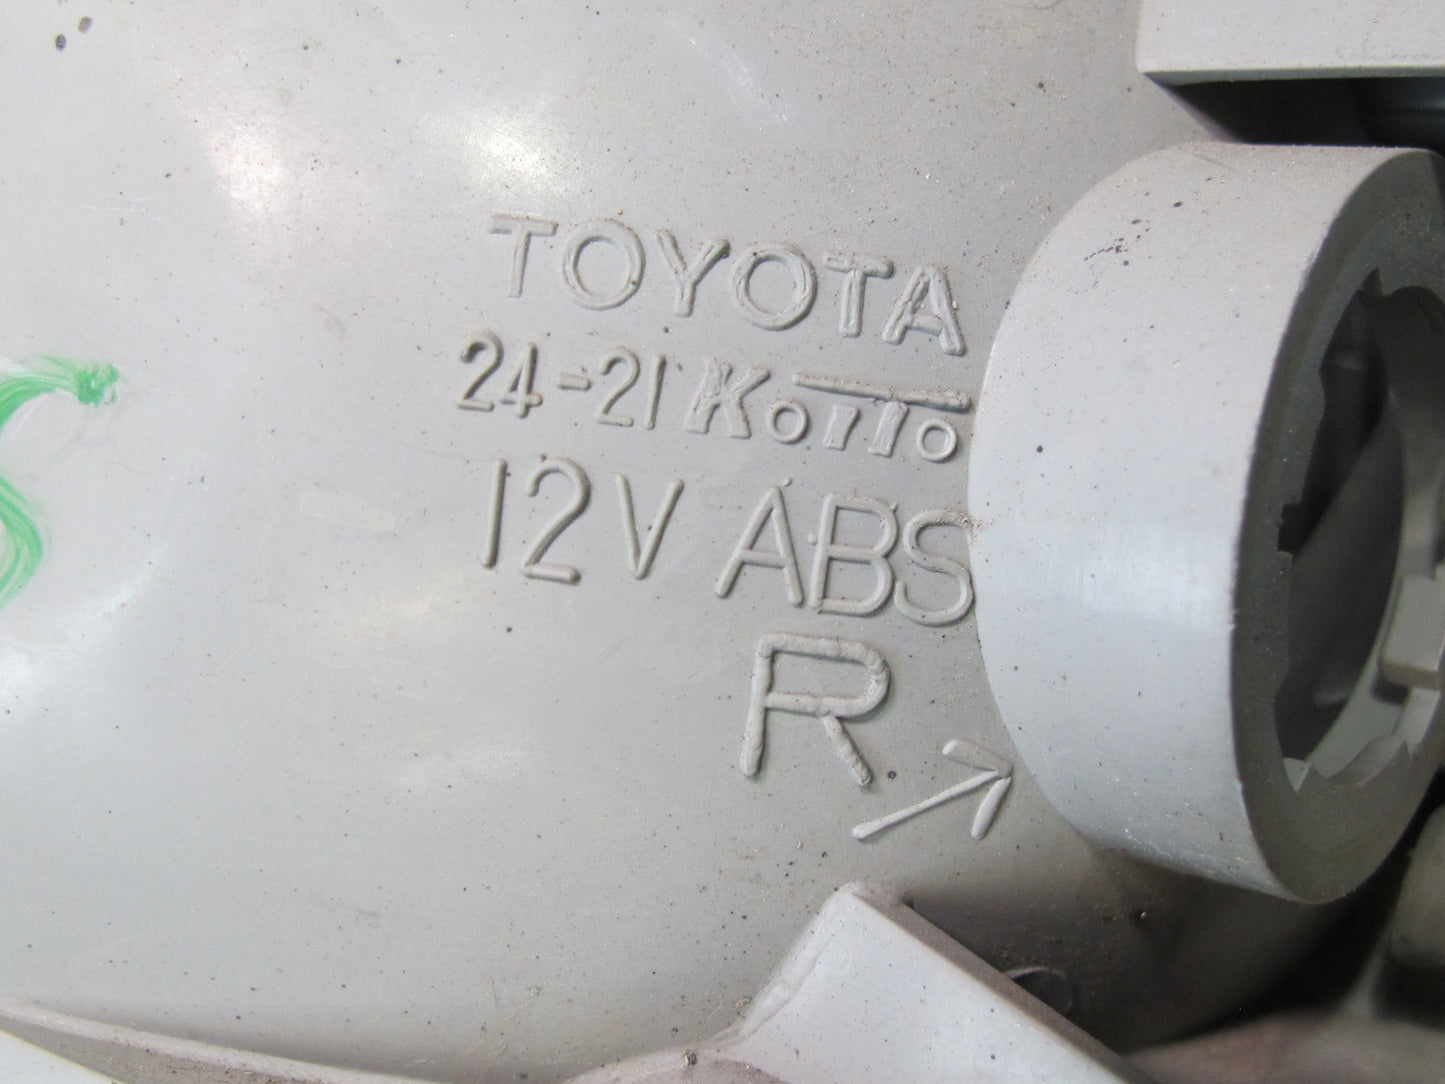 TOYOTA
24-21 KOITO
12V ABS
R